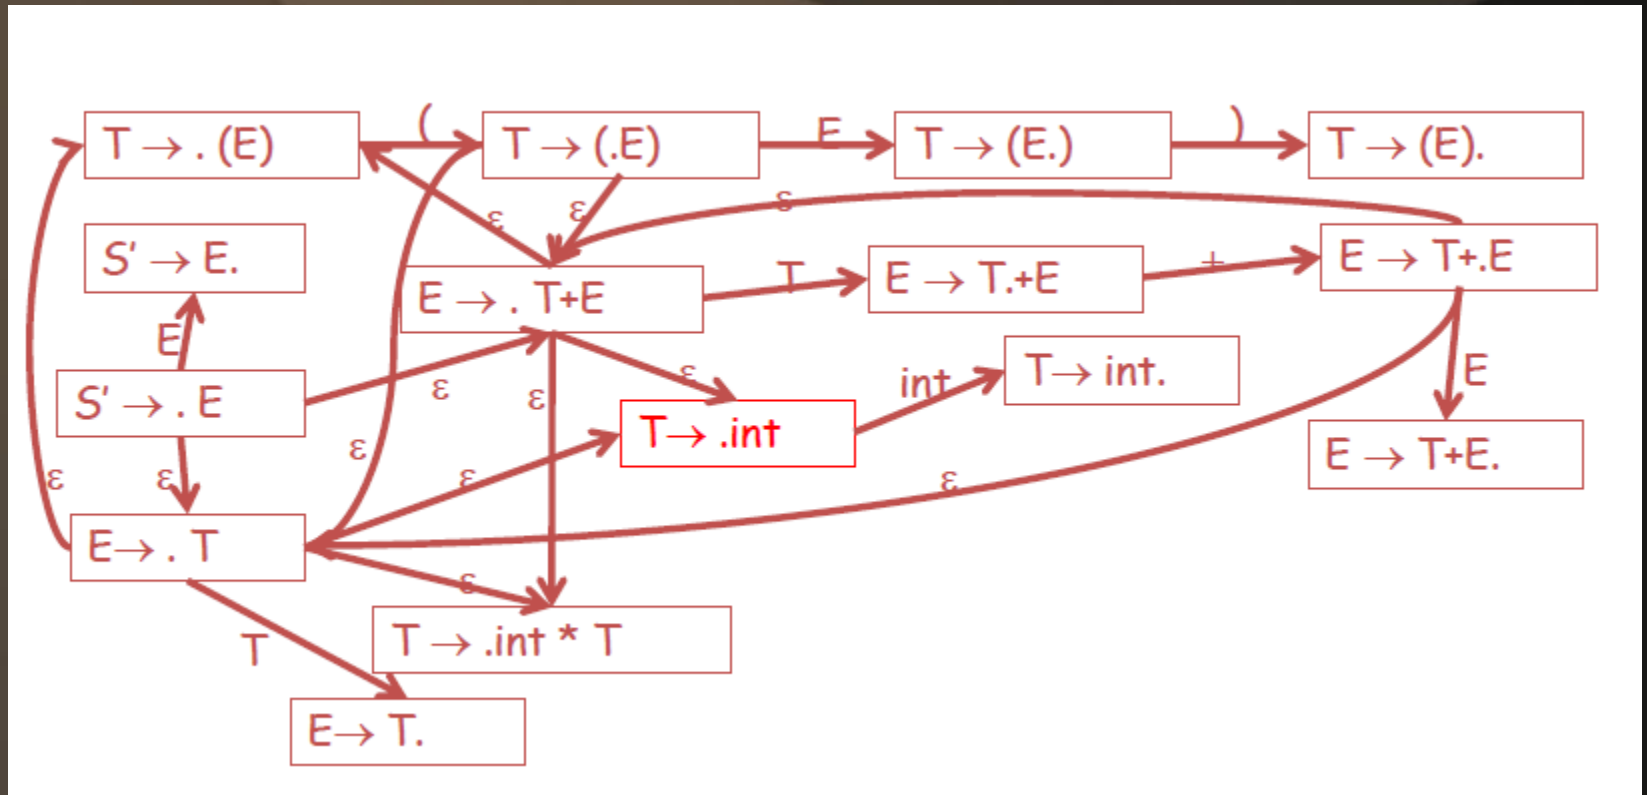 ( E )
T → . (E) T → (.E) T → (E.) T → (E).
ε ε ε
S' → E. E → T.+E E → T+.E
T +
E → . T+E
E
int T→ int. E
S' → . E ε ε ε
T→ .int
ε E → T+E.
ε ε ε ε
E→ . T
ε
T → .int * T
T
E→ T.